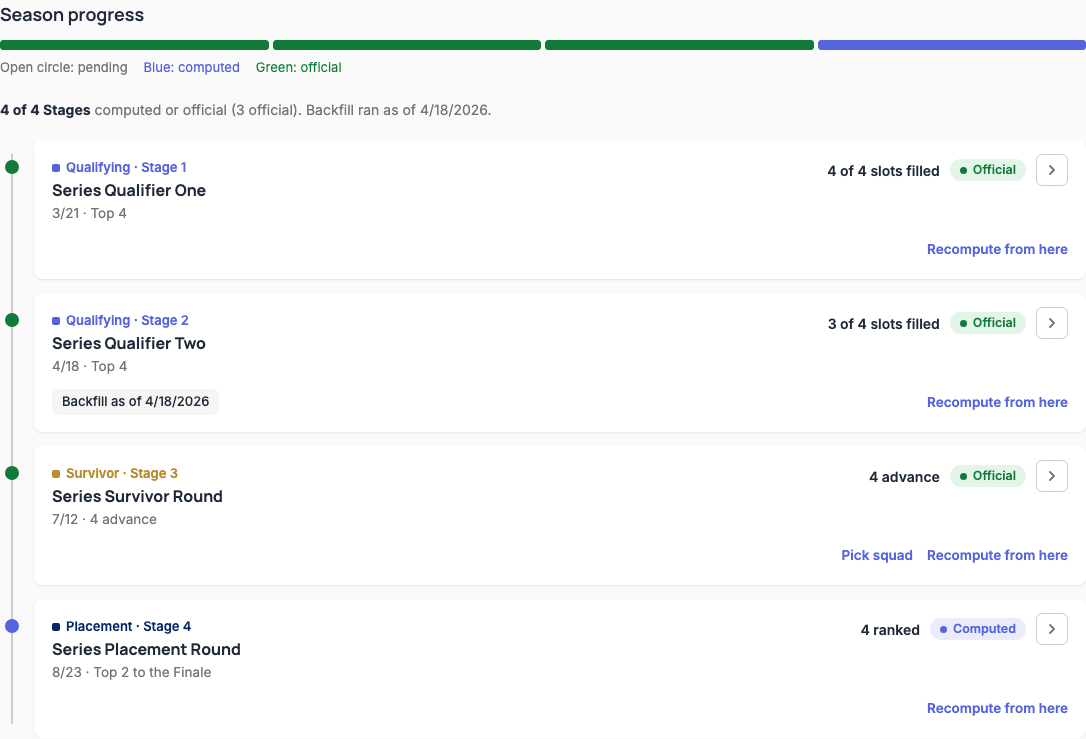 Season progress
Open circle: pending Blue: computed Green: official
4 of 4 Stages computed or official (3 official). Backfill ran as of 4/18/2026.
Qualifying · Stage 1
4 of 4 slots filled Official
Series Qualifier One
3/21 · Top 4
Recompute from here
Qualifying · Stage 2
3 of 4 slots filled Official
Series Qualifier Two
4/18 · Top 4
Backfill as of 4/18/2026
Recompute from here
Survivor · Stage 3
4 advance Official
Series Survivor Round
7/12 · 4 advance
Pick squad Recompute from here
Placement · Stage 4
4 ranked Computed
Series Placement Round
8/23 · Top 2 to the Finale
Recompute from here